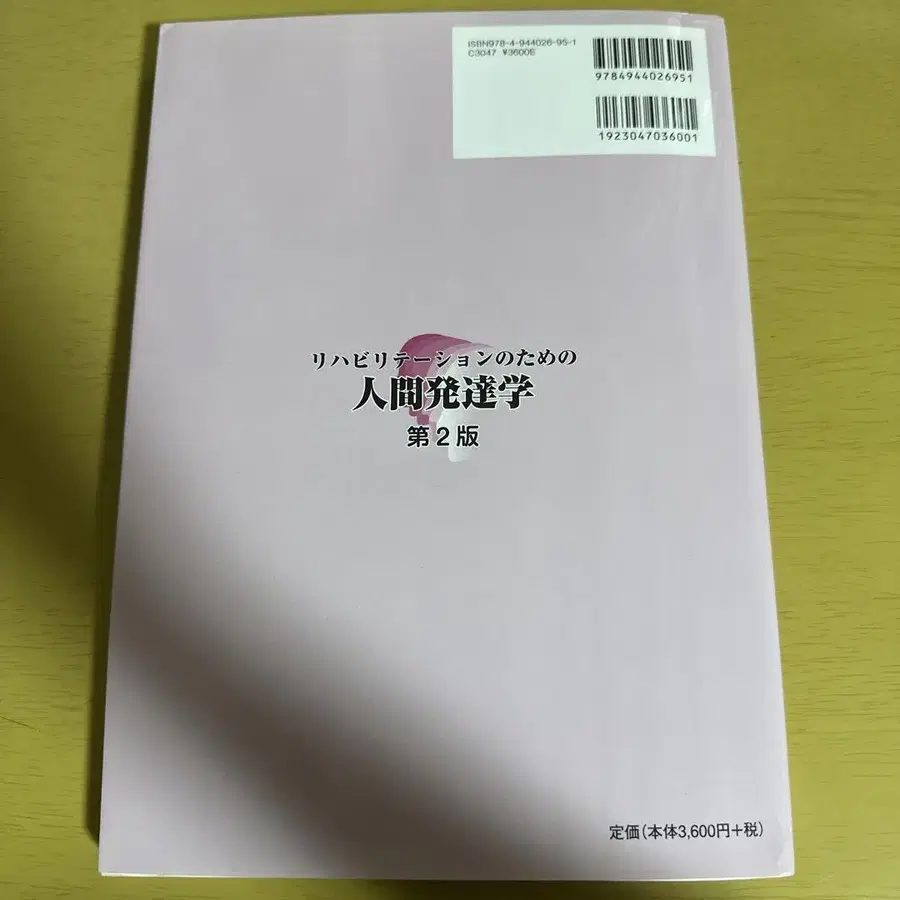 ISBN978-4-944026-95-1
C3047 ¥3600E
9784944026951
1923047036001
リハビリテーションのための
人間発達学
第2版
定価(本体3,600円+税)